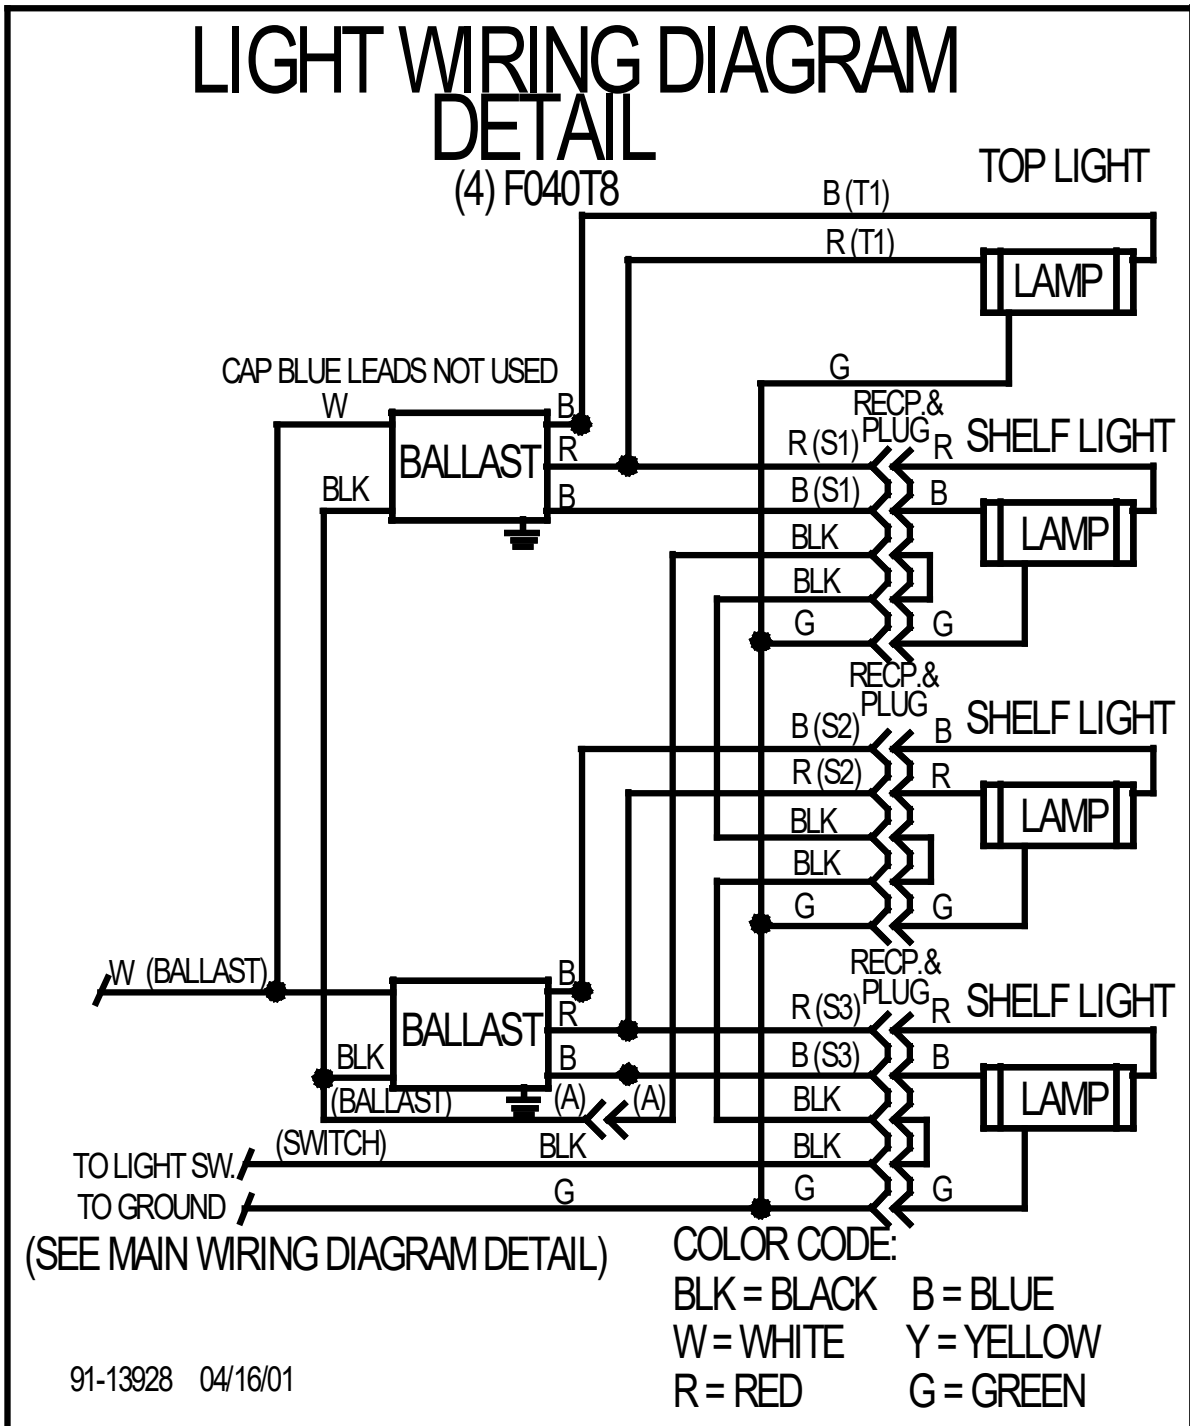 LIGHT WIRING DIAGRAM
DETAIL
(4) F040T8
TOP LIGHT
B (T1)
R (T1)
LAMP
CAP BLUE LEADS NOT USED
G
W
B
RECP.&
PLUG
SHELF LIGHT
BALLAST
R
R (S1)
R
BLK
B
B (S1)
B
LAMP
BLK
BLK
G
G
RECP.&
PLUG
SHELF LIGHT
B (S2)
B
R (S2)
R
LAMP
BLK
BLK
G
G
RECP.&
PLUG
SHELF LIGHT
W (BALLAST)
B
BALLAST
R
R (S3)
R
BLK
B
B (S3)
B
LAMP
(BALLAST)
(A)
(A)
BLK
(SWITCH)
BLK
BLK
TO LIGHT SW.
G
G
G
TO GROUND
(SEE MAIN WIRING DIAGRAM DETAIL)
COLOR CODE:
BLK = BLACK B = BLUE
W = WHITE Y = YELLOW
R = RED G = GREEN
91-13928 04/16/01